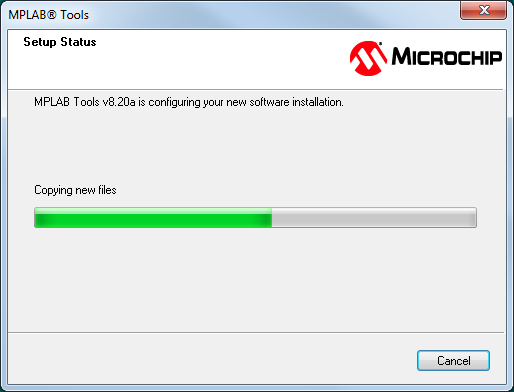 MPLAB® Tools
Setup Status
MICROCHIP
MPLAB Tools v8.20a is configuring your new software installation.
Copying new files
Cancel